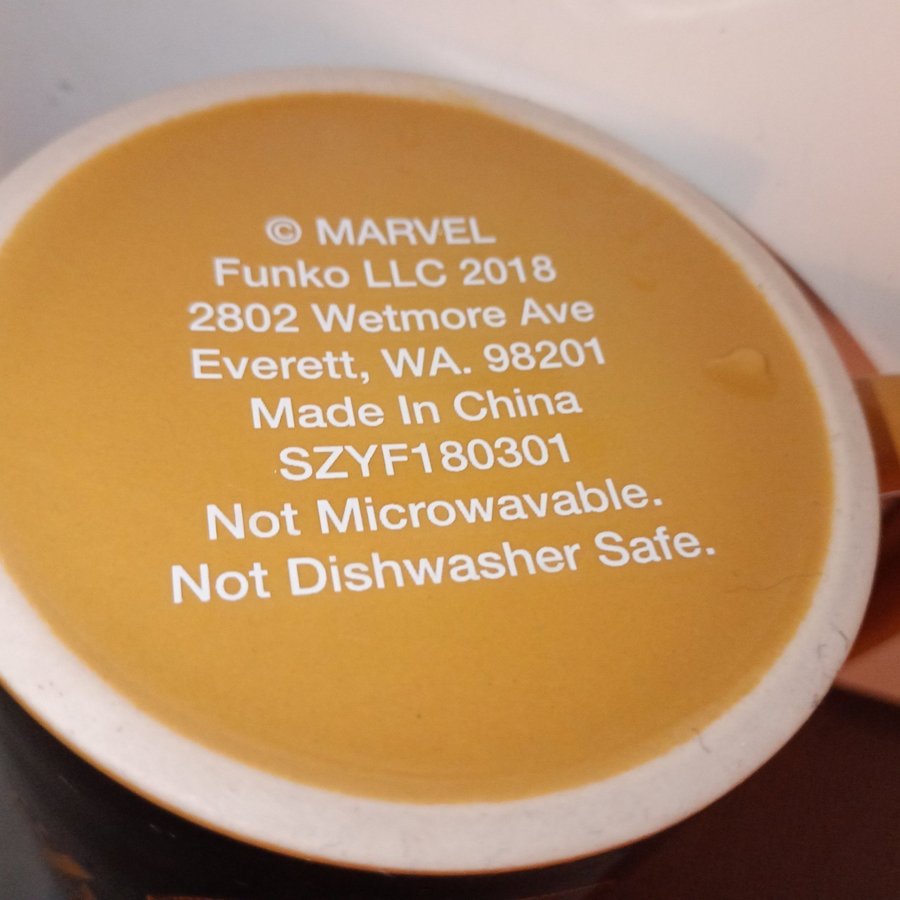 © MARVEL
Funko LLC 2018
2802 Wetmore Ave
Everett, WA. 98201
Made In China
SZYF180301
Not Microwavable.
Not Dishwasher Safe.